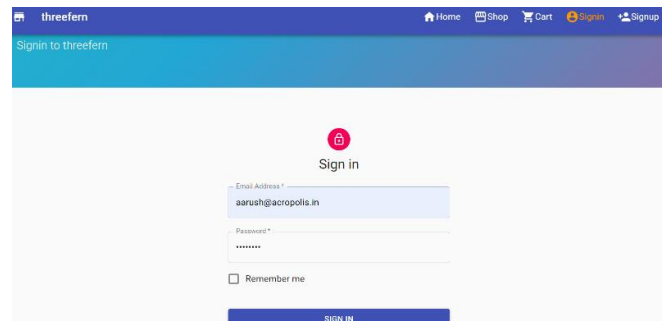 threefern Home Shop Cart Signin Signup
Signin to threefern
Sign in
Email Address *
aarush@acropolis.in
Password *
••••••••
Remember me
SIGN IN